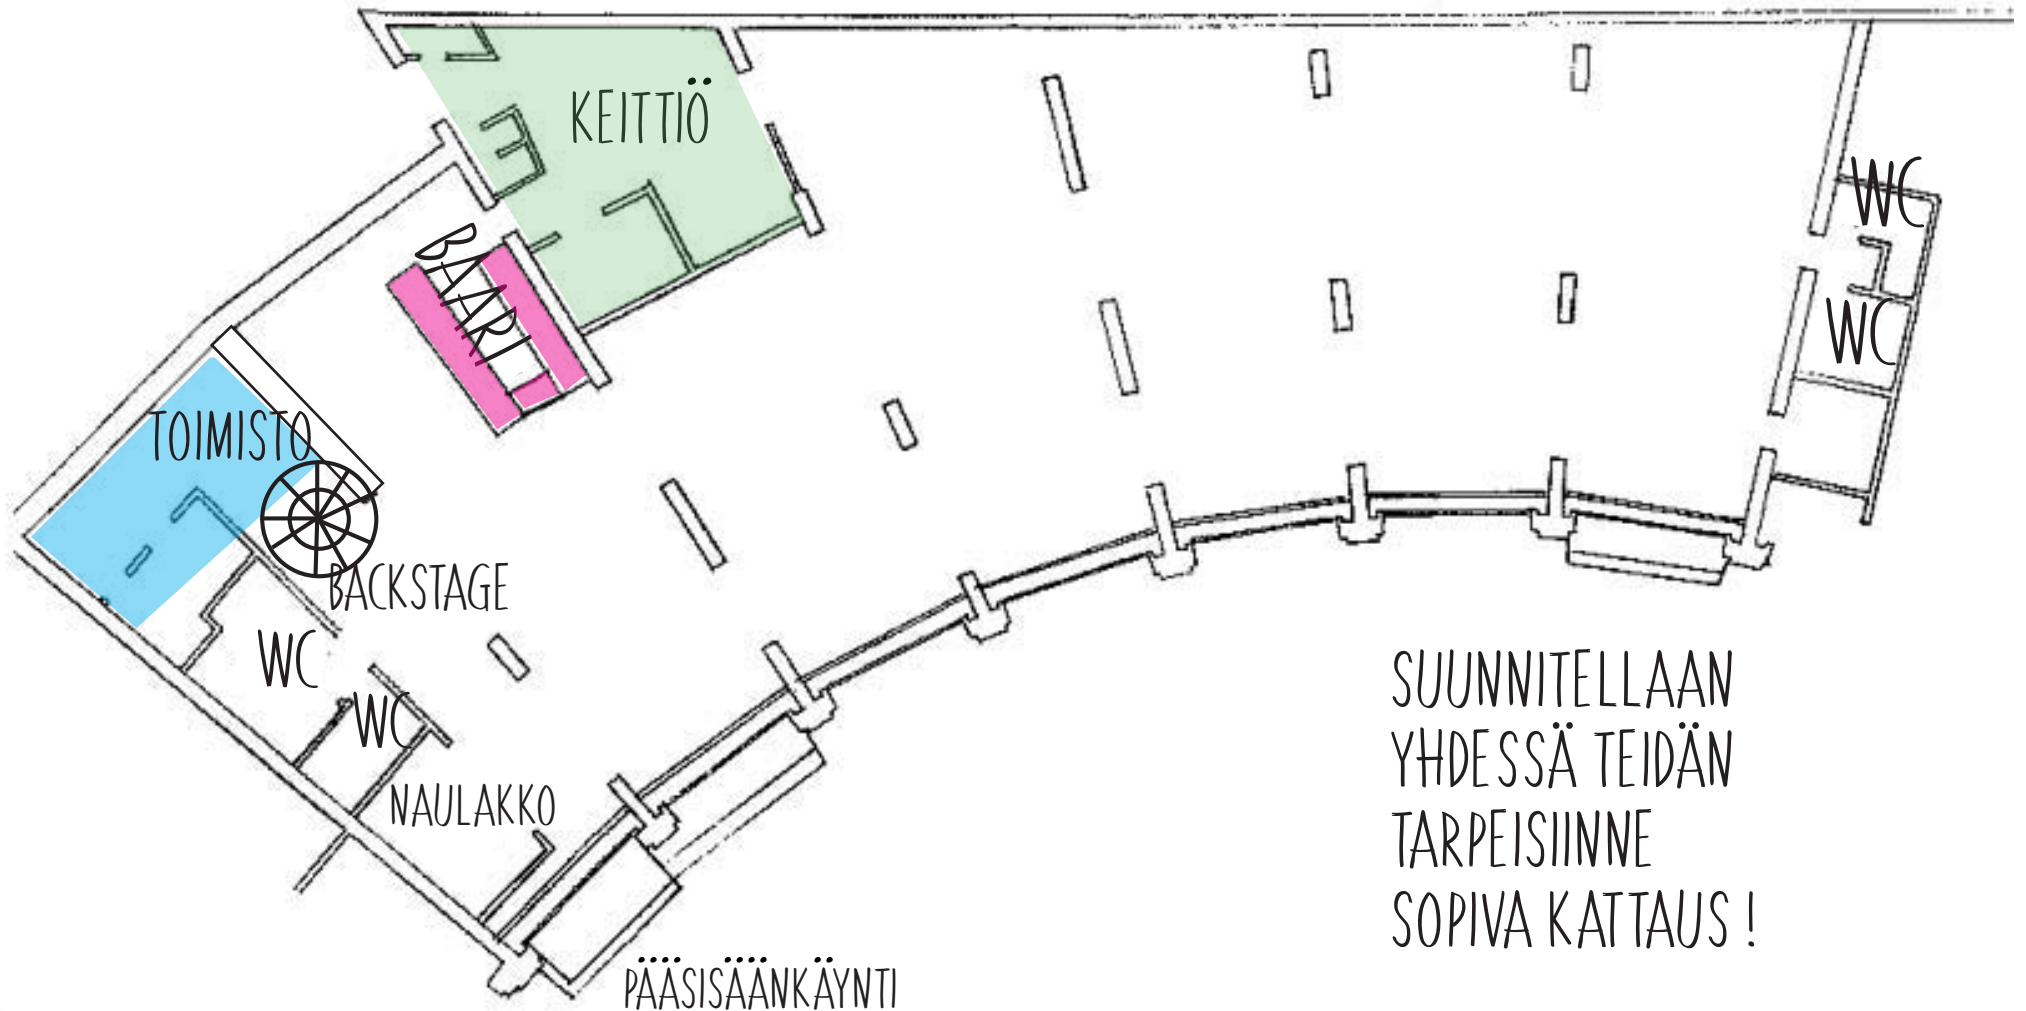 KEITTIÖ
WC
BAARI
WC
TOIMISTO
BACKSTAGE
WC
WC
NAULAKKO
SUUNNITELLAAN
YHDESSÄ TEIDÄN
TARPEISIINNE
SOPIVA KATTAUS !
PÄÄSISÄÄNKÄYNTI